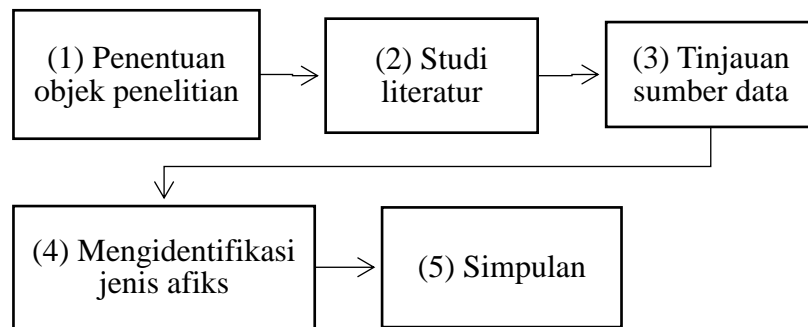 (1) Penentuan
objek penelitian
(2) Studi
literatur
(3) Tinjauan
sumber data
(4) Mengidentifikasi
jenis afiks
(5) Simpulan